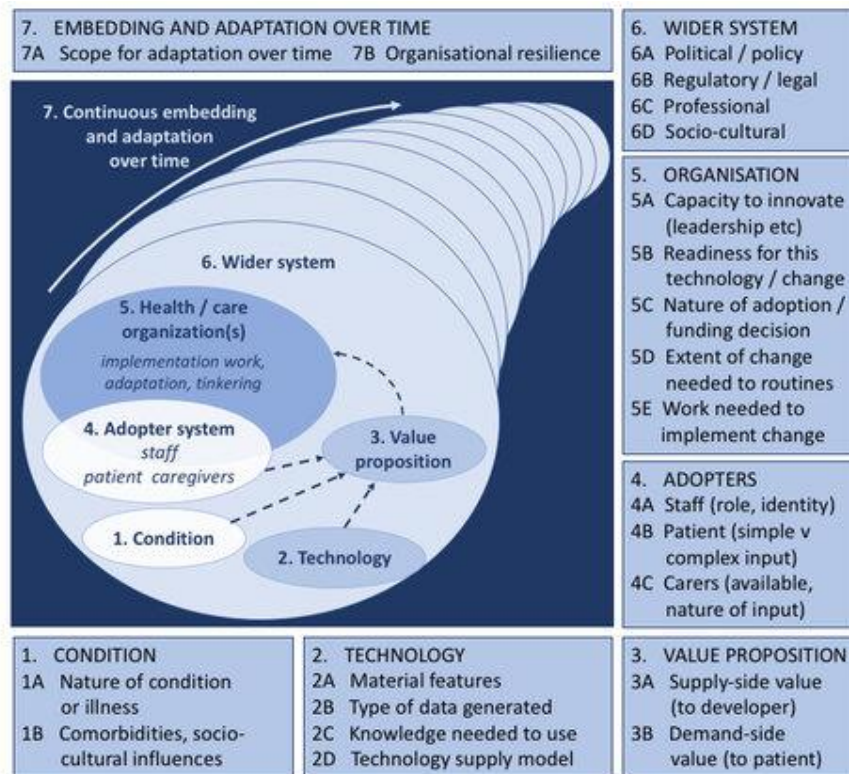 7. EMBEDDING AND ADAPTATION OVER TIME
7A Scope for adaptation over time 7B Organisational resilience
7. Continuous embedding
and adaptation
over time
6. Wider system
5. Health / care
organization(s)
implementation work,
adaptation, tinkering
4. Adopter system
staff
patient caregivers
3. Value
proposition
1. Condition
2. Technology
6. WIDER SYSTEM
6A Political / policy
6B Regulatory / legal
6C Professional
6D Socio-cultural
5. ORGANISATION
5A Capacity to innovate
(leadership etc)
5B Readiness for this
technology / change
5C Nature of adoption /
funding decision
5D Extent of change
needed to routines
5E Work needed to
implement change
4. ADOPTERS
4A Staff (role, identity)
4B Patient (simple v
complex input)
4C Carers (available,
nature of input)
1. CONDITION
1A Nature of condition
or illness
1B Comorbidities, socio-
cultural influences
2. TECHNOLOGY
2A Material features
2B Type of data generated
2C Knowledge needed to use
2D Technology supply model
3. VALUE PROPOSITION
3A Supply-side value
(to developer)
3B Demand-side
value (to patient)